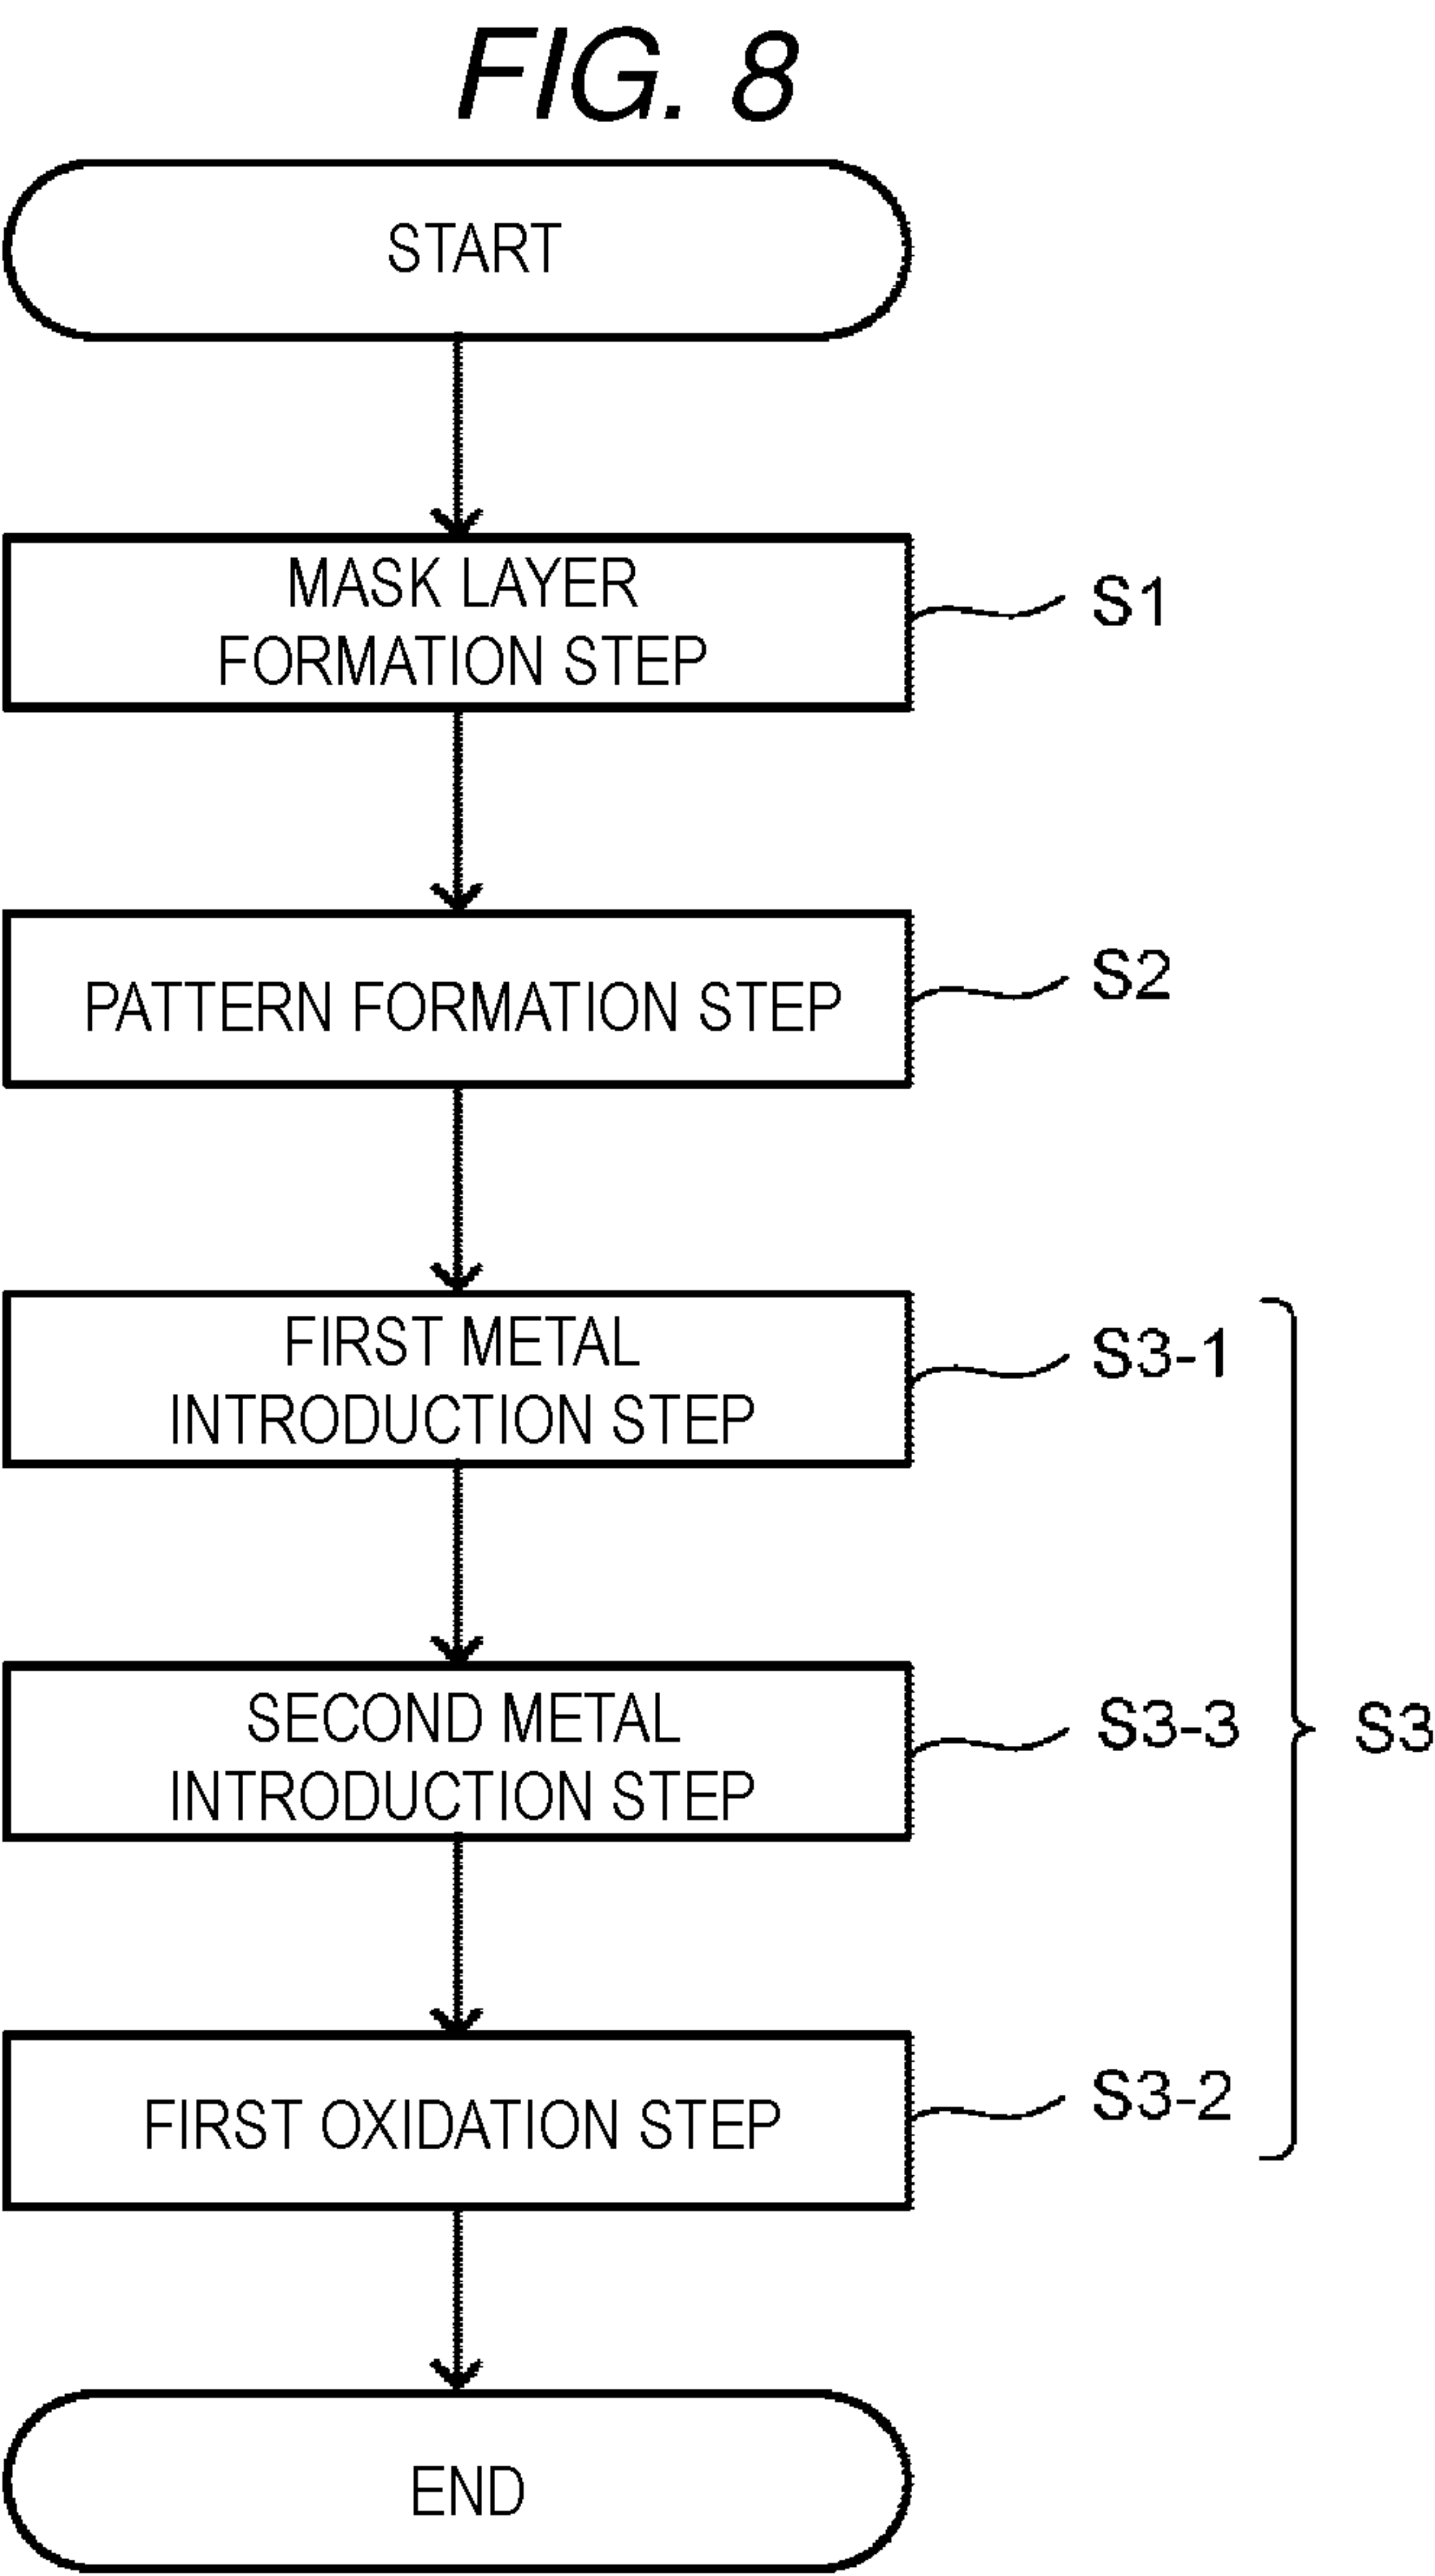 FIG. 8
START
MASK LAYER
FORMATION STEP
S1
PATTERN FORMATION STEP
S2
FIRST METAL
INTRODUCTION STEP
S3-1
SECOND METAL
INTRODUCTION STEP
S3-3
S3
FIRST OXIDATION STEP
S3-2
END